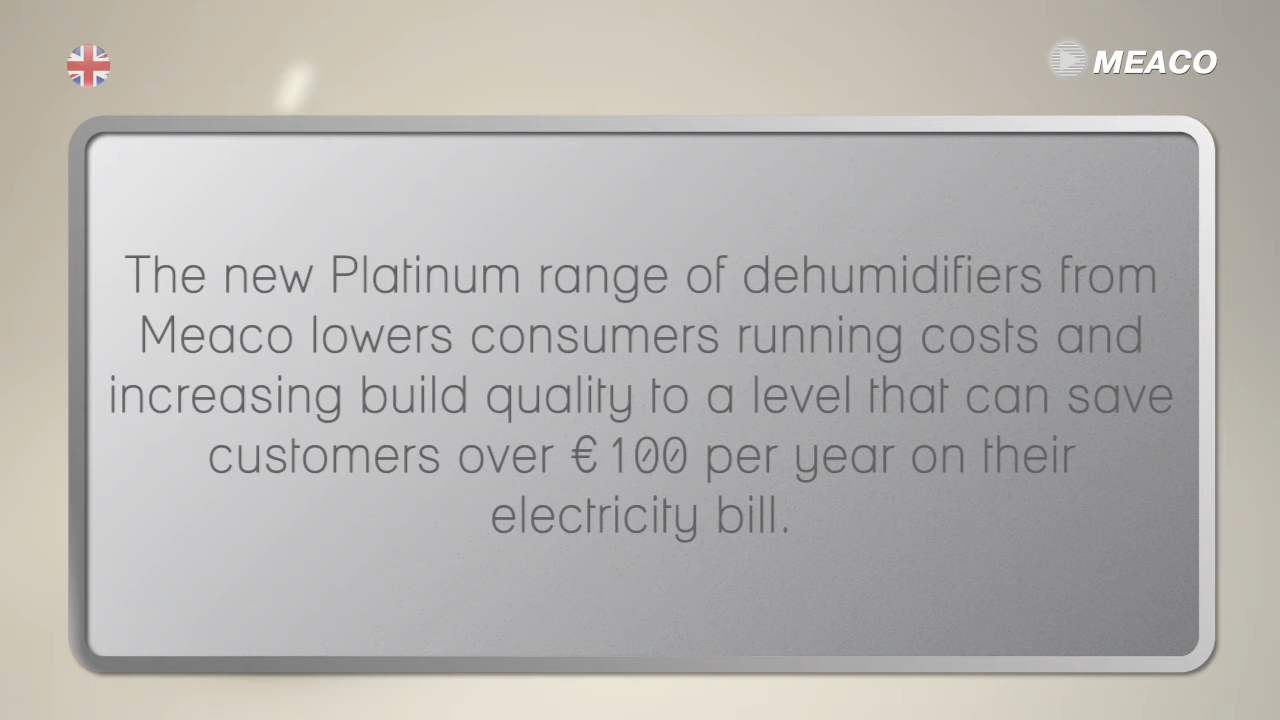 MEACO
The new Platinum range of dehumidifiers from
Meaco lowers consumers running costs and
increasing build quality to a level that can save
customers over €100 per year on their
electricity bill.